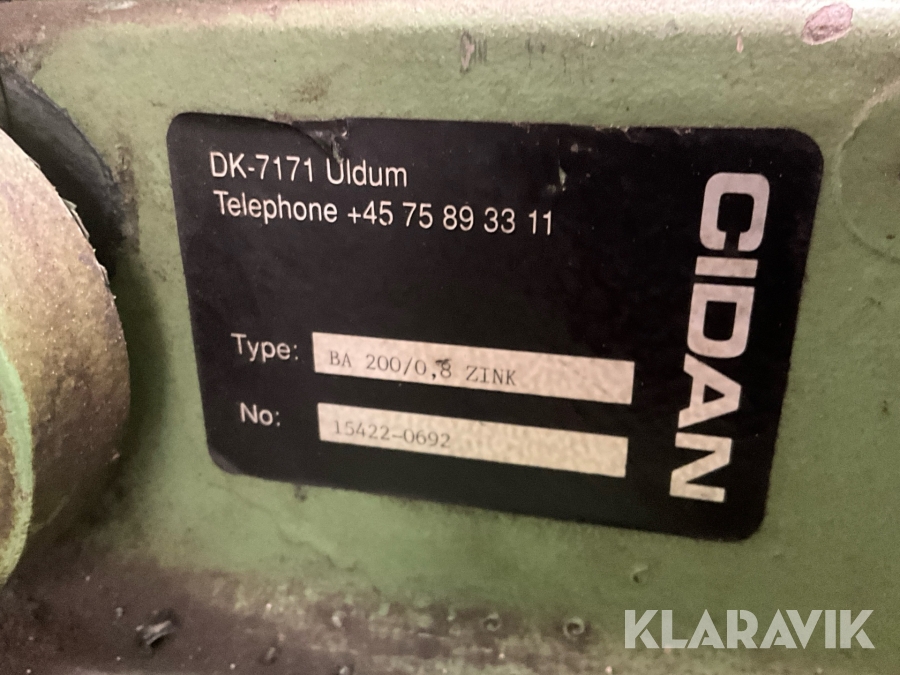 DK-7171 Uldum
Telephone +45 75 89 33 11
CIDAN
Type: BA 200/0,8 ZINK
No: 15422-0692
KLARAVIK